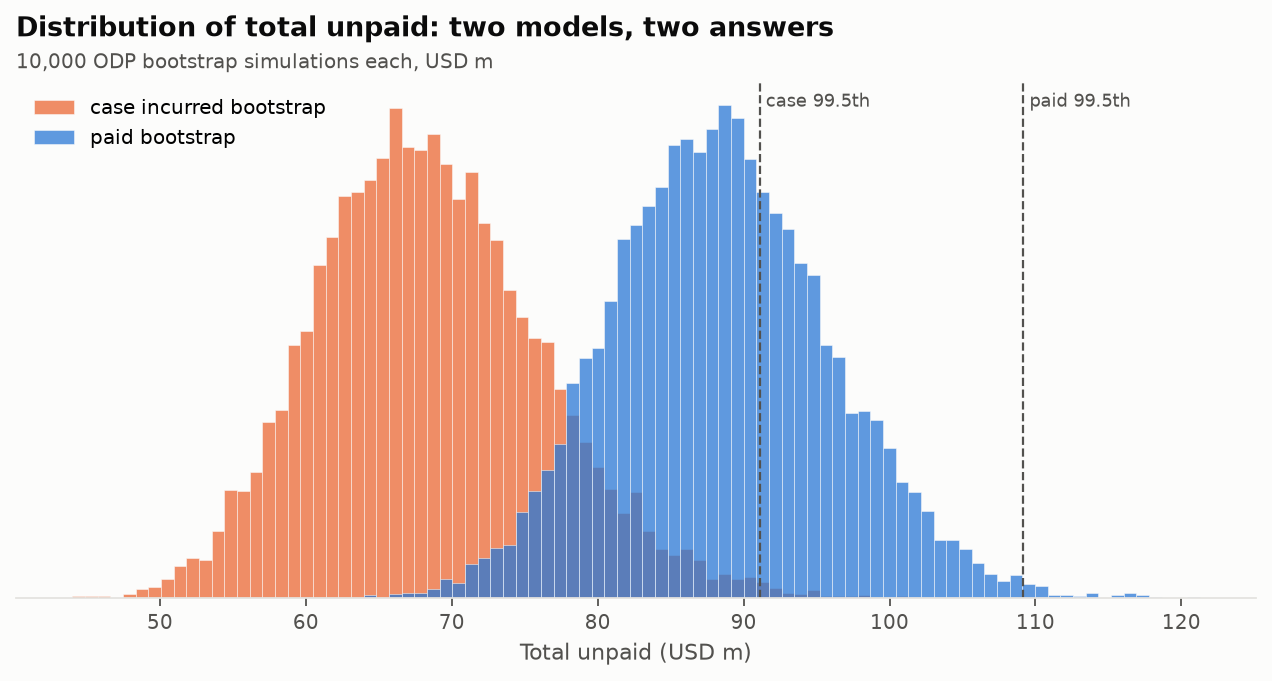 Distribution of total unpaid: two models, two answers
10,000 ODP bootstrap simulations each, USD m
case incurred bootstrap
paid bootstrap
case 99.5th
paid 99.5th
50 60 70 80 90 100 110 120
Total unpaid (USD m)